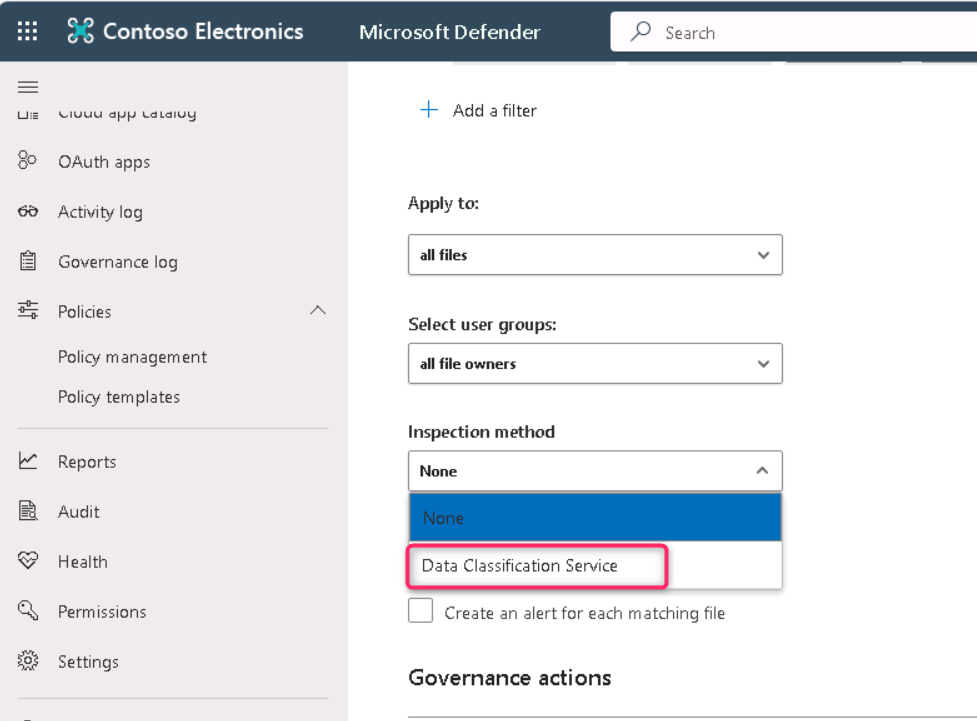 Contoso Electronics
Microsoft Defender
Search
Cloud app catalog
OAuth apps
Activity log
Governance log
Policies
Policy management
Policy templates
Reports
Audit
Health
Permissions
Settings
Add a filter
Apply to:
all files
Select user groups:
all file owners
Inspection method
None
None
Data Classification Service
Create an alert for each matching file
Governance actions